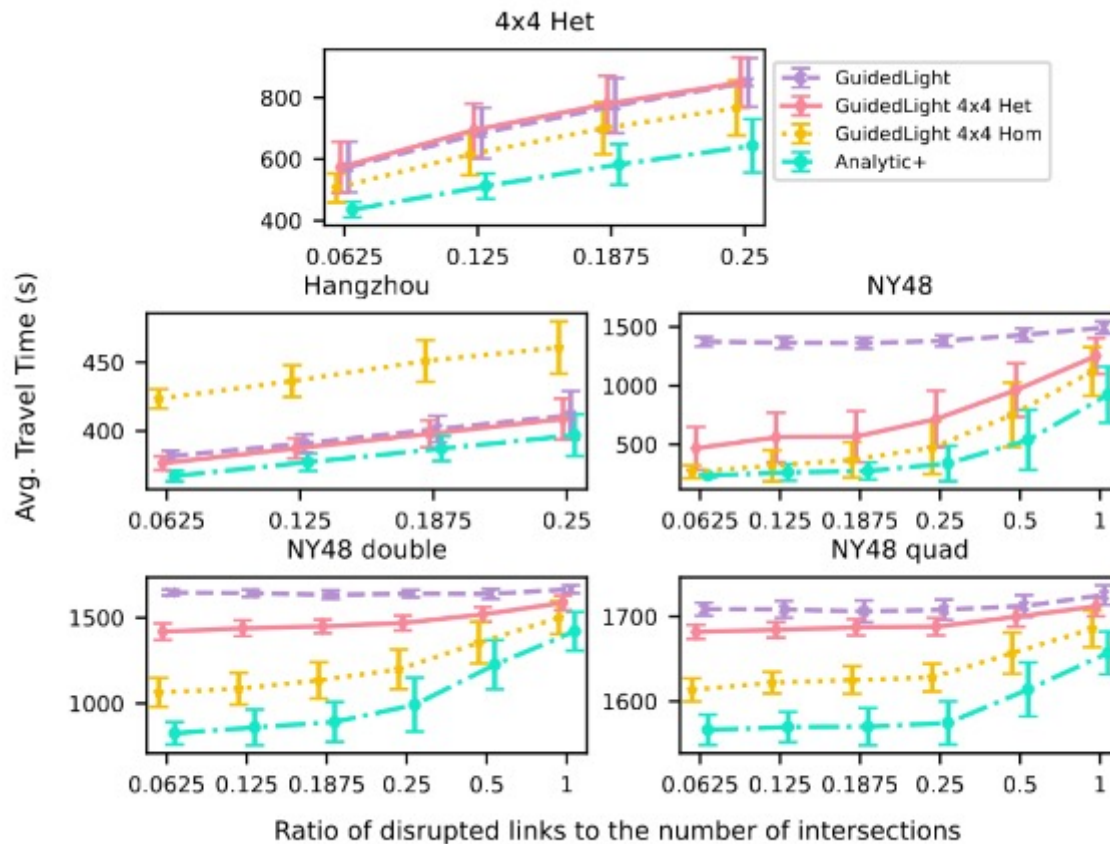 4x4 Het
GuidedLight
GuidedLight 4x4 Het
GuidedLight 4x4 Hom
Analytic+
800
600
400
0.0625 0.125 0.1875 0.25
Avg. Travel Time (s)
Hangzhou
450
400
0.0625 0.125 0.1875 0.25
NY48
1500
1000
500
0.0625 0.125 0.1875 0.25 0.5 1
NY48 double
1500
1000
0.0625 0.125 0.1875 0.25 0.5 1
NY48 quad
1700
1600
0.0625 0.125 0.1875 0.25 0.5 1
Ratio of disrupted links to the number of intersections